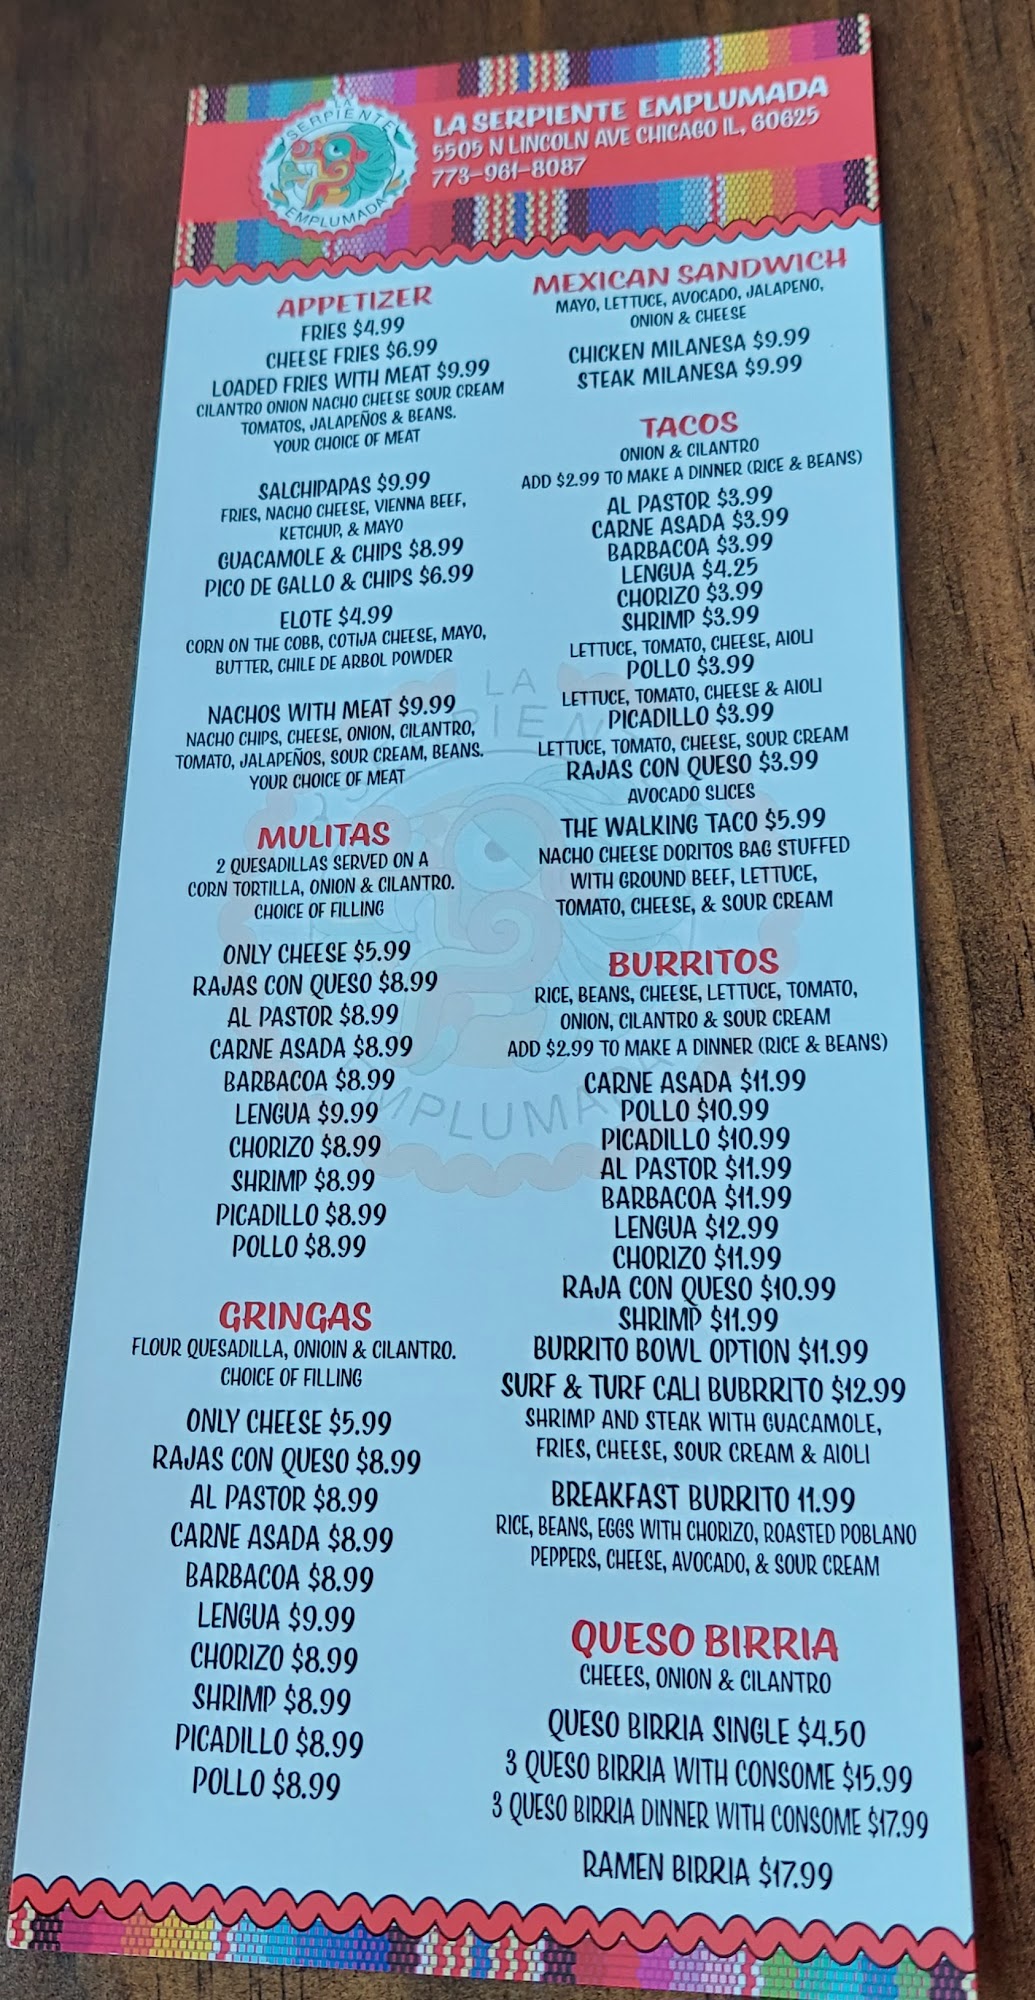 LA SERPIENTE EMPLUMADA
LA SERPIENTE EMPLUMADA
5505 N LINCOLN AVE CHICAGO IL, 60625
773-961-8087
APPETIZER
FRIES $4.99
CHEESE FRIES $6.99
LOADED FRIES WITH MEAT $9.99
CILANTRO ONION NACHO CHEESE SOUR CREAM
TOMATOS, JALAPEÑOS & BEANS.
YOUR CHOICE OF MEAT
SALCHIPAPAS $9.99
FRIES, NACHO CHEESE, VIENNA BEEF,
KETCHUP, & MAYO
GUACAMOLE & CHIPS $8.99
PICO DE GALLO & CHIPS $6.99
ELOTE $4.99
CORN ON THE COBB, COTIJA CHEESE, MAYO,
BUTTER, CHILE DE ARBOL POWDER
NACHOS WITH MEAT $9.99
NACHO CHIPS, CHEESE, ONION, CILANTRO,
TOMATO, JALAPEÑOS, SOUR CREAM, BEANS.
YOUR CHOICE OF MEAT
MULITAS
2 QUESADILLAS SERVED ON A
CORN TORTILLA, ONION & CILANTRO.
CHOICE OF FILLING
ONLY CHEESE $5.99
RAJAS CON QUESO $8.99
AL PASTOR $8.99
CARNE ASADA $8.99
BARBACOA $8.99
LENGUA $9.99
CHORIZO $8.99
SHRIMP $8.99
PICADILLO $8.99
POLLO $8.99
GRINGAS
FLOUR QUESADILLA, ONIOIN & CILANTRO.
CHOICE OF FILLING
ONLY CHEESE $5.99
RAJAS CON QUESO $8.99
AL PASTOR $8.99
CARNE ASADA $8.99
BARBACOA $8.99
LENGUA $9.99
CHORIZO $8.99
SHRIMP $8.99
PICADILLO $8.99
POLLO $8.99
MEXICAN SANDWICH
MAYO, LETTUCE, AVOCADO, JALAPENO,
ONION & CHEESE
CHICKEN MILANESA $9.99
STEAK MILANESA $9.99
TACOS
ONION & CILANTRO
ADD $2.99 TO MAKE A DINNER (RICE & BEANS)
AL PASTOR $3.99
CARNE ASADA $3.99
BARBACOA $3.99
LENGUA $4.25
CHORIZO $3.99
SHRIMP $3.99
LETTUCE, TOMATO, CHEESE, AIOLI
POLLO $3.99
LETTUCE, TOMATO, CHEESE & AIOLI
PICADILLO $3.99
LETTUCE, TOMATO, CHEESE, SOUR CREAM
RAJAS CON QUESO $3.99
AVOCADO SLICES
THE WALKING TACO $5.99
NACHO CHEESE DORITOS BAG STUFFED
WITH GROUND BEEF, LETTUCE,
TOMATO, CHEESE, & SOUR CREAM
BURRITOS
RICE, BEANS, CHEESE, LETTUCE, TOMATO,
ONION, CILANTRO & SOUR CREAM
ADD $2.99 TO MAKE A DINNER (RICE & BEANS)
CARNE ASADA $11.99
POLLO $10.99
PICADILLO $10.99
AL PASTOR $11.99
BARBACOA $11.99
LENGUA $12.99
CHORIZO $11.99
RAJA CON QUESO $10.99
SHRIMP $11.99
BURRITO BOWL OPTION $11.99
SURF & TURF CALI BUBRRITO $12.99
SHRIMP AND STEAK WITH GUACAMOLE,
FRIES, CHEESE, SOUR CREAM & AIOLI
BREAKFAST BURRITO 11.99
RICE, BEANS, EGGS WITH CHORIZO, ROASTED POBLANO
PEPPERS, CHEESE, AVOCADO, & SOUR CREAM
QUESO BIRRIA
CHEEES, ONION & CILANTRO
QUESO BIRRIA SINGLE $4.50
3 QUESO BIRRIA WITH CONSOME $15.99
3 QUESO BIRRIA DINNER WITH CONSOME $17.99
RAMEN BIRRIA $17.99